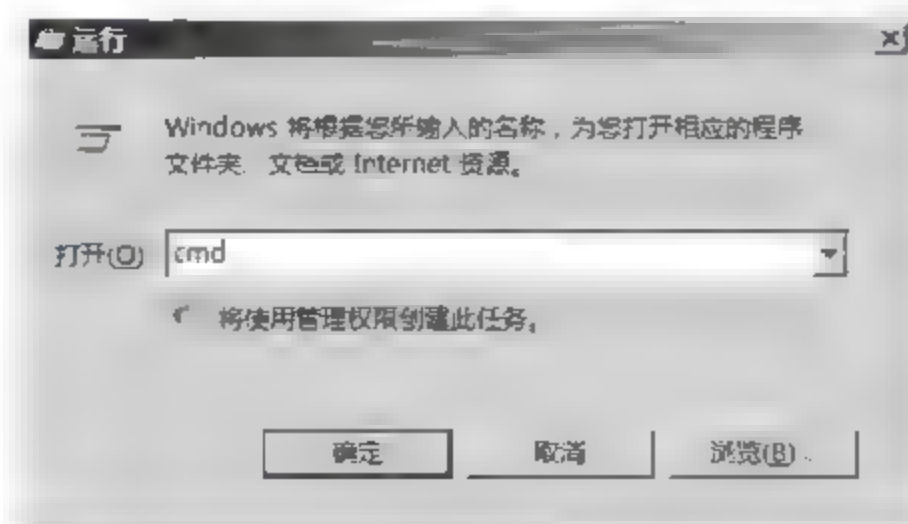 运行
Windows 将根据您所输入的名称，为您打开相应的程序
文件夹 文档或 Internet 资源。
打开(O) cmd
将使用管理权限创建此任务。
确定 取消 浏览(B) .